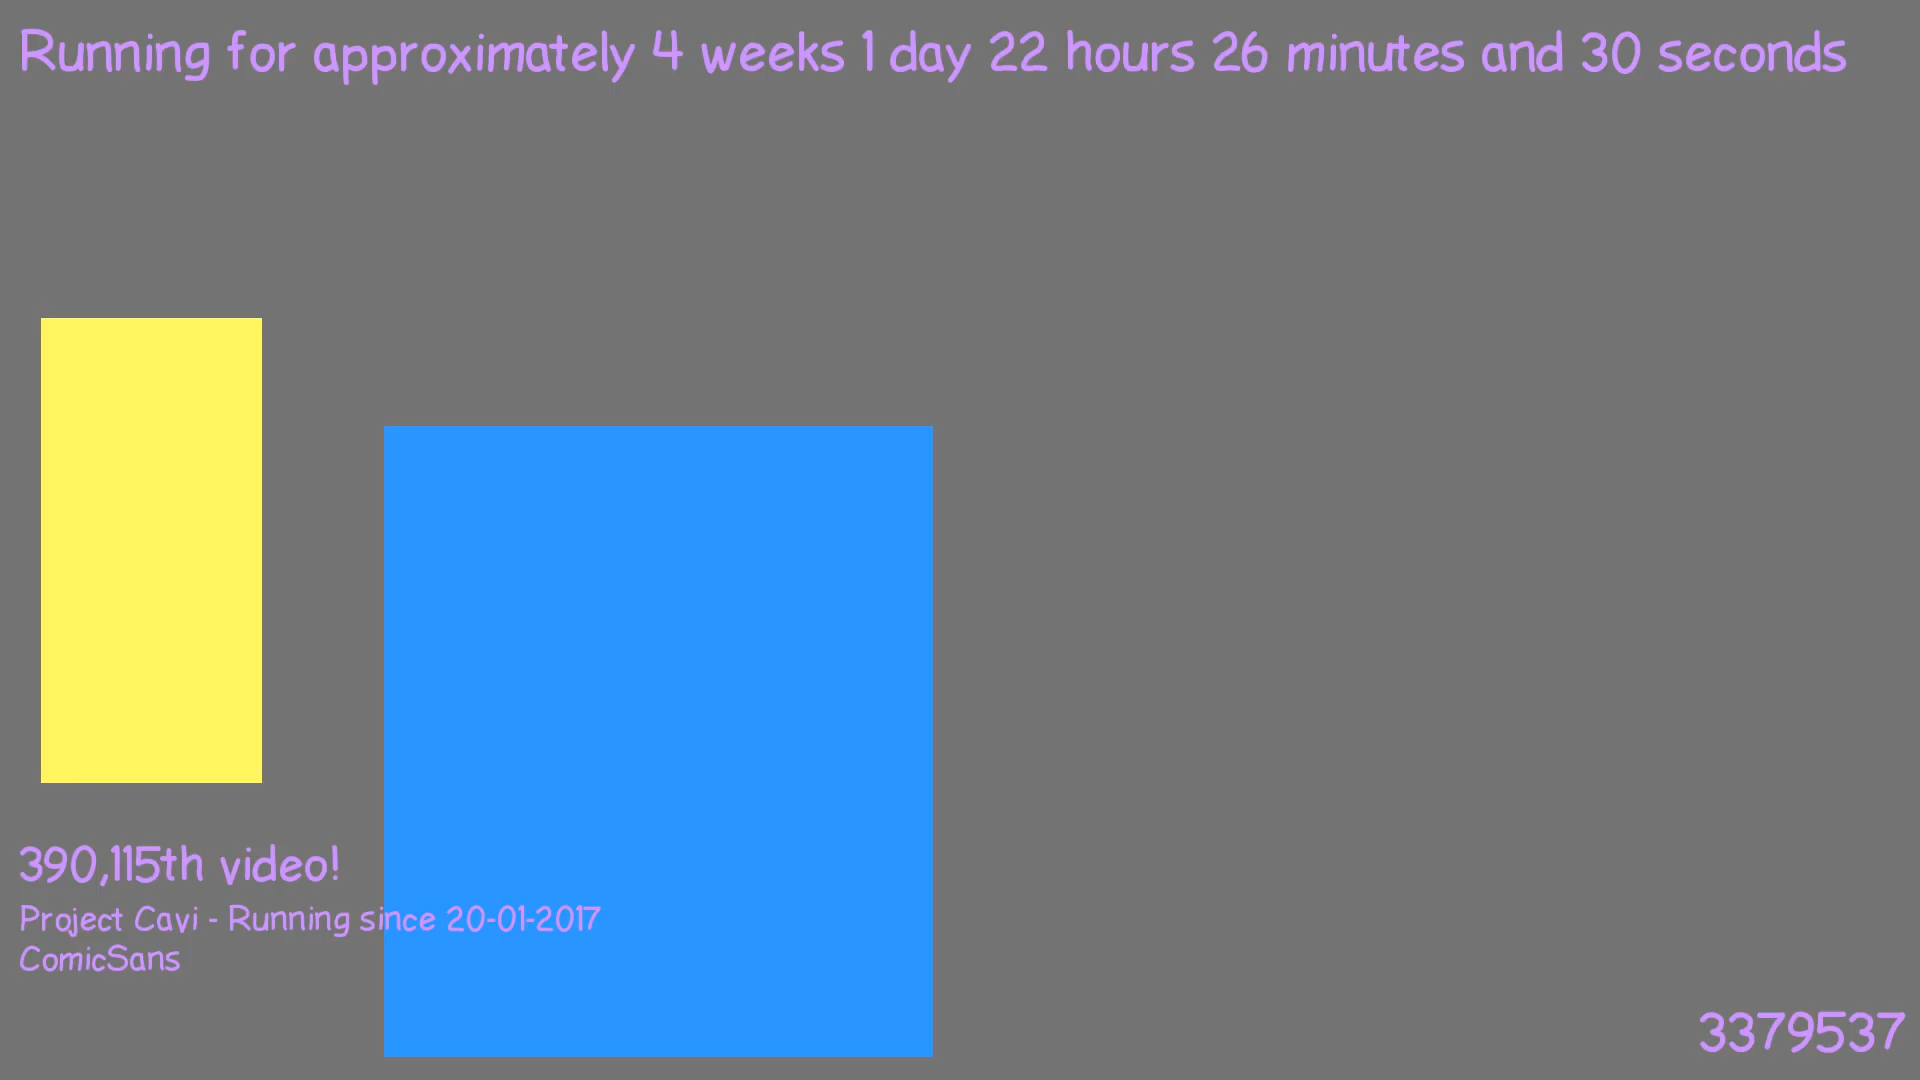 Running for approximately 4 weeks 1 day 22 hours 26 minutes and 30 seconds
390,115th video!
Project Cavi - Running since 20-01-2017
ComicSans
3379537